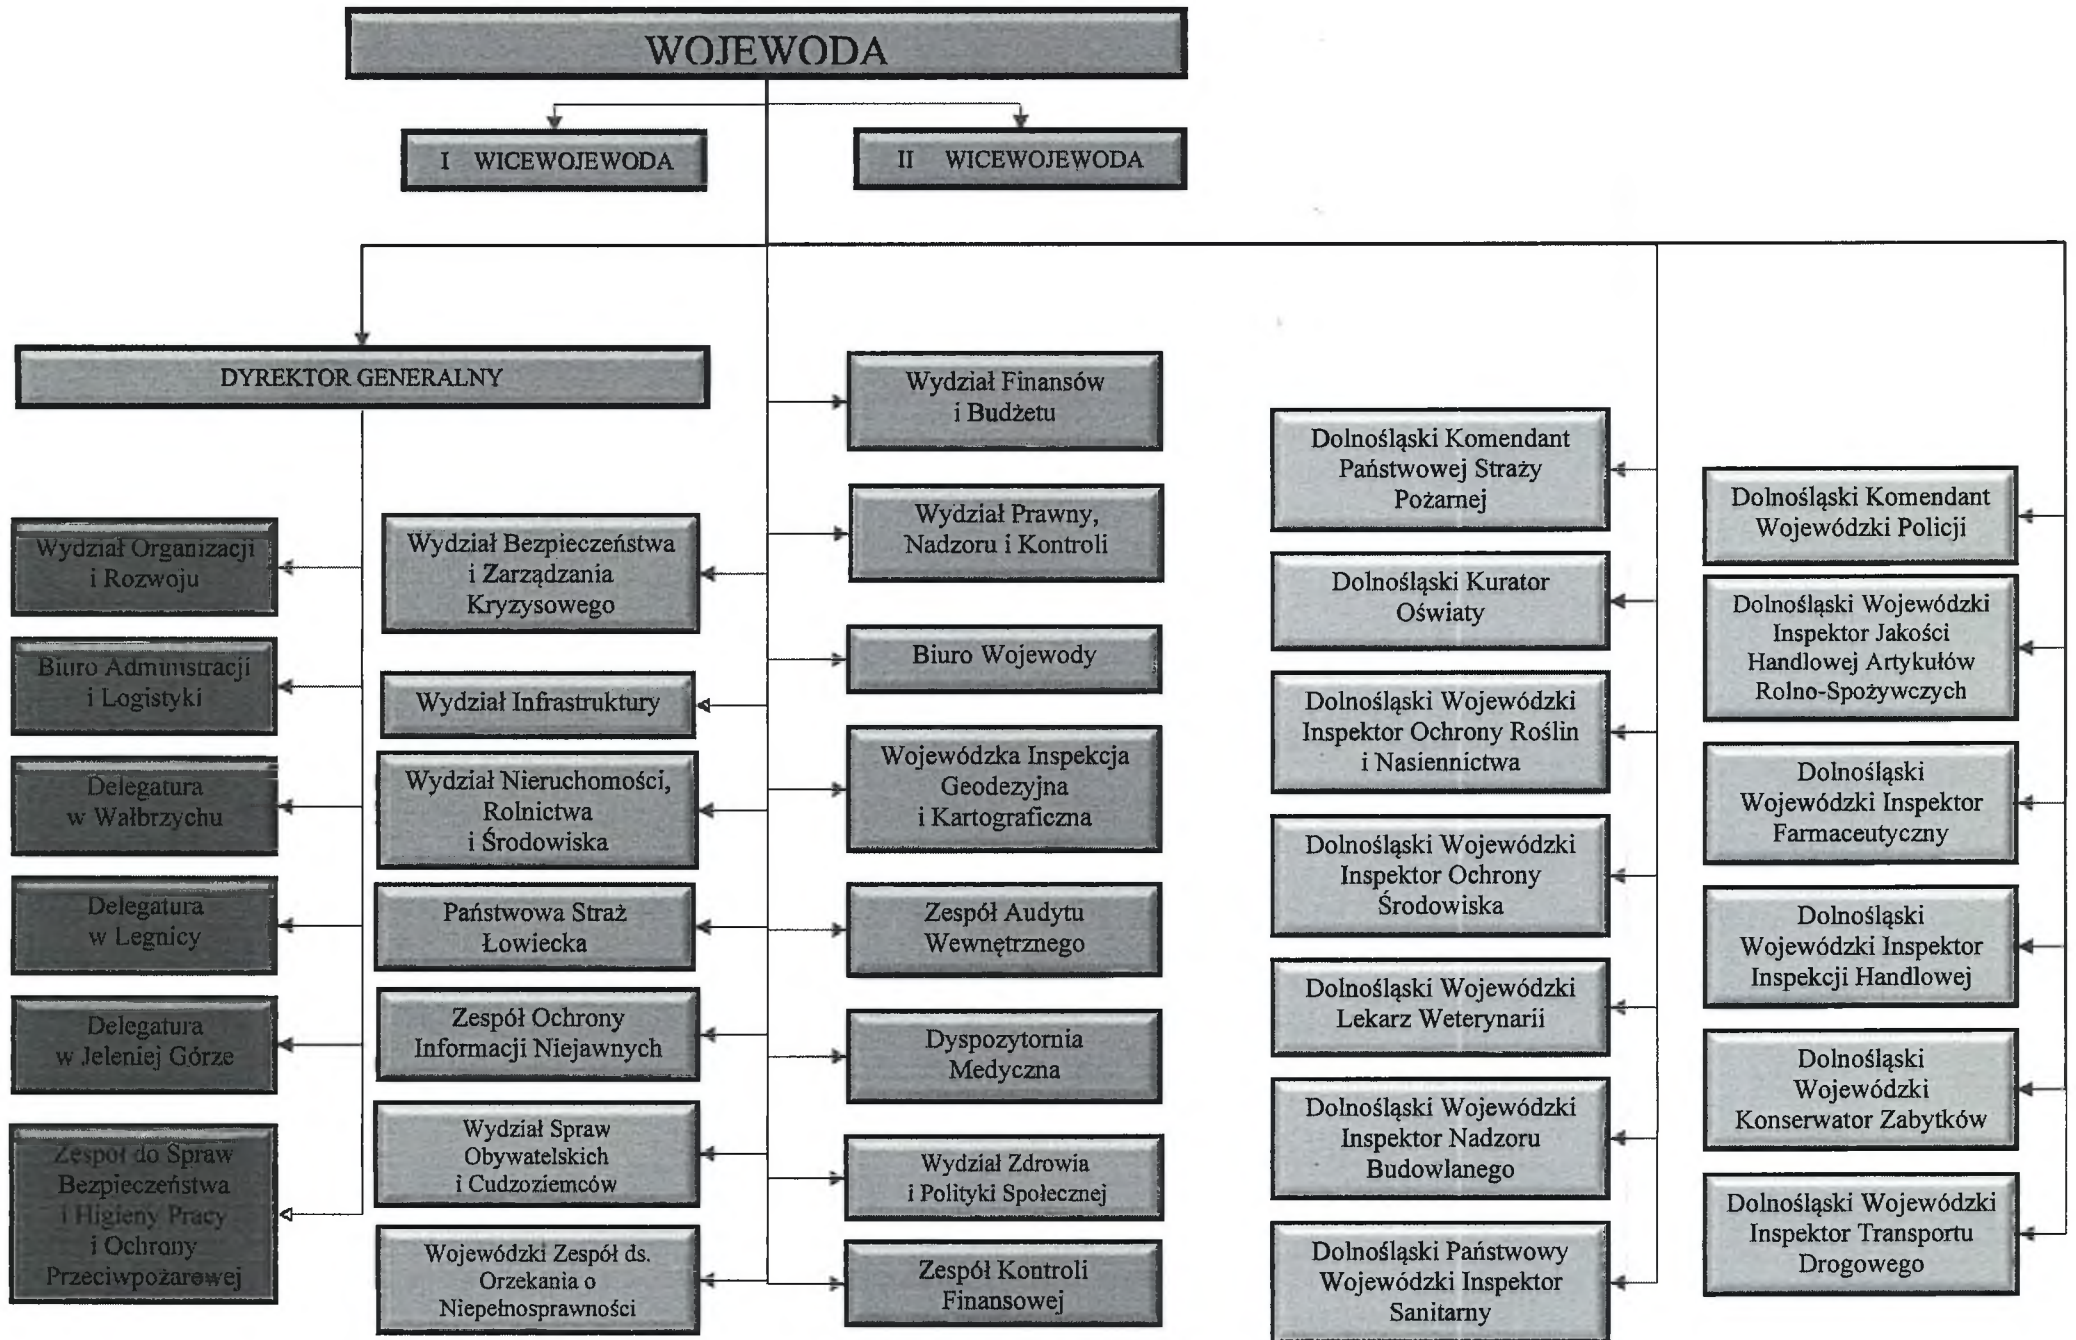 WOJEWODA
I WICEWOJEWODA
II WICEWOJEWODA
DYREKTOR GENERALNY
Wydział Organizacji
i Rozwoju
Biuro Administracji
i Logistyki
Delegatura
w Wałbrzychu
Delegatura
w Legnicy
Delegatura
w Jeleniej Górze
Zespół do Spraw
Bezpieczeństwa
i Higieny Pracy
i Ochrony
Przeciwpożarowej
Wydział Bezpieczeństwa
i Zarządzania
Kryzysowego
Wydział Infrastruktury
Wydział Nieruchomości,
Rolnictwa
i Środowiska
Państwowa Straż
Łowiecka
Zespół Ochrony
Informacji Niejawnych
Wydział Spraw
Obywatelskich
i Cudzoziemców
Wojewódzki Zespół ds.
Orzekania o
Niepełnosprawności
Wydział Finansów
i Budżetu
Wydział Prawny,
Nadzoru i Kontroli
Biuro Wojewody
Wojewódzka Inspekcja
Geodezyjna
i Kartograficzna
Zespół Audytu
Wewnętrznego
Dyspozytornia
Medyczna
Wydział Zdrowia
i Polityki Społecznej
Zespół Kontroli
Finansowej
Dolnośląski Komendant
Państwowej Straży
Pożarnej
Dolnośląski Kurator
Oświaty
Dolnośląski Wojewódzki
Inspektor Ochrony Roślin
i Nasiennictwa
Dolnośląski Wojewódzki
Inspektor Ochrony
Środowiska
Dolnośląski Wojewódzki
Lekarz Weterynarii
Dolnośląski Wojewódzki
Inspektor Nadzoru
Budowlanego
Dolnośląski Państwowy
Wojewódzki Inspektor
Sanitarny
Dolnośląski Komendant
Wojewódzki Policji
Dolnośląski Wojewódzki
Inspektor Jakości
Handlowej Artykułów
Rolno-Spożywczych
Dolnośląski
Wojewódzki Inspektor
Farmaceutyczny
Dolnośląski
Wojewódzki Inspektor
Inspekcji Handlowej
Dolnośląski
Wojewódzki
Konserwator Zabytków
Dolnośląski Wojewódzki
Inspektor Transportu
Drogowego